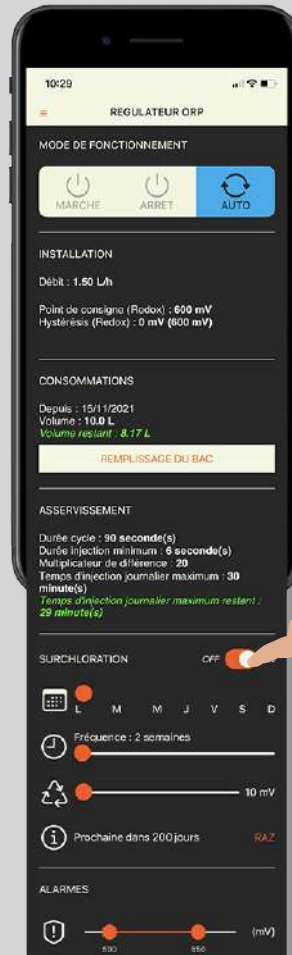 10:29
REGULATEUR ORP
MODE DE FONCTIONNEMENT
MARCHE
ARRET
AUTO
INSTALLATION
Débit : 1.50 L/h
Point de consigne (Redox) : 600 mV
Hystérésis (Redox) : 0 mV (600 mV)
CONSOMMATIONS
Depuis : 15/11/2021
Volume : 10.0 L
Volume restant : 8.17 L
REMPLISSAGE DU BAC
ASSERVISSEMENT
Durée cycle : 90 seconde(s)
Durée injection minimum : 6 seconde(s)
Multiplicateur de différence : 20
Temps d'injection journalier maximum : 30
minute(s)
Temps d'injection journalier maximum restant :
29 minute(s)
SURCHLORATION
OFF
L M M J V S D
Fréquence : 2 semaines
10 mV
Prochaine dans 200 jours
RAZ
ALARMES
(mV)
500 850